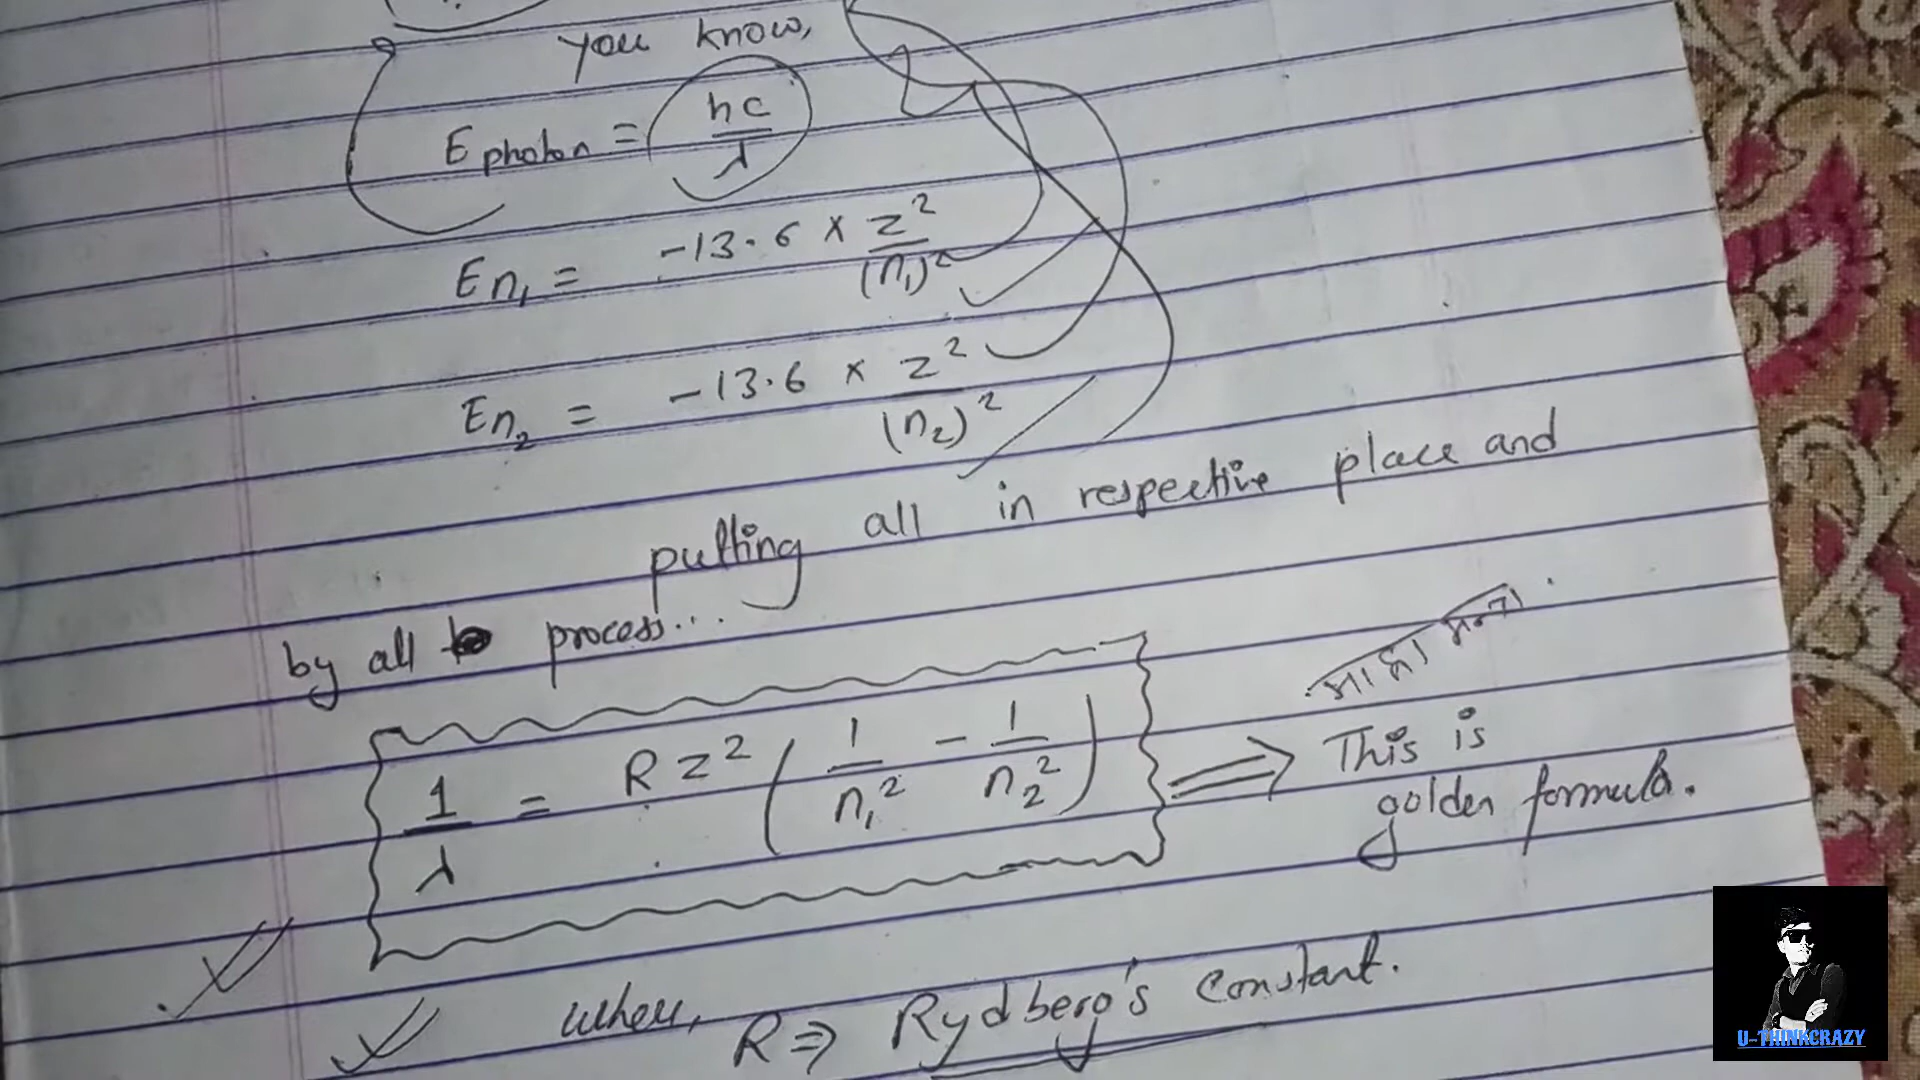 you know,
E photon = hc/λ
En₁ = -13.6 × z²/(n₁)²
En₂ = -13.6 × z²/(n₂)²
putting all in respective place and
by all process...
1/λ = Rz² (1/n₁² - 1/n₂²) ⇒ This is
golden formula.
when,
R ⇒ Rydberg's constant.
U-THINKCRAZY